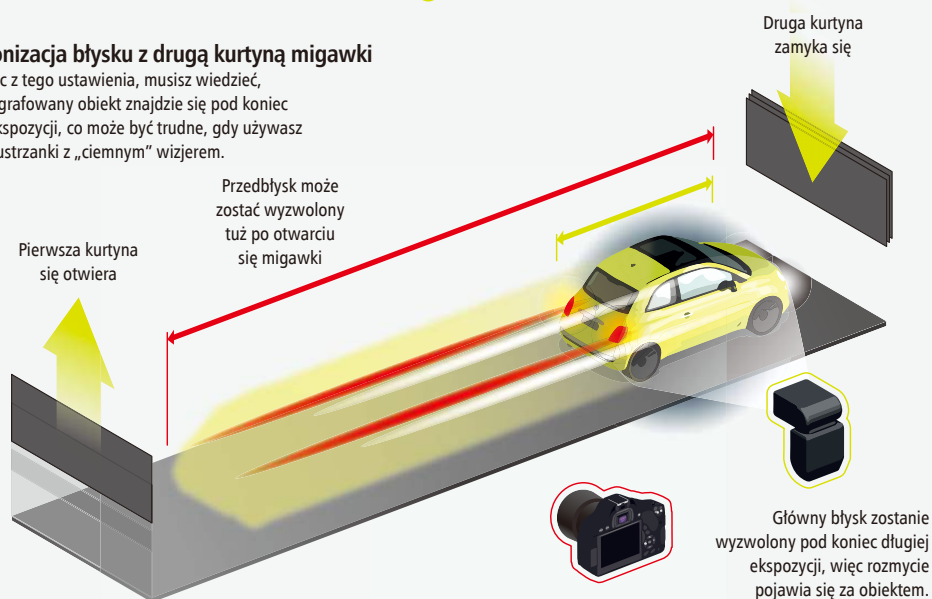 onizacja błysku z drugą kurtyną migawki
c z tego ustawienia, musisz wiedzieć,
grafowany obiekt znajdzie się pod koniec
kspozycji, co może być trudne, gdy używasz
ustrzanki z „ciemnym” wizjerem.
Druga kurtyna
zamyka się
Przedbłysk może
zostać wyzwolony
tuż po otwarciu
się migawki
Pierwsza kurtyna
się otwiera
Główny błysk zostanie
wyzwolony pod koniec długiej
ekspozycji, więc rozmycie
pojawia się za obiektem.